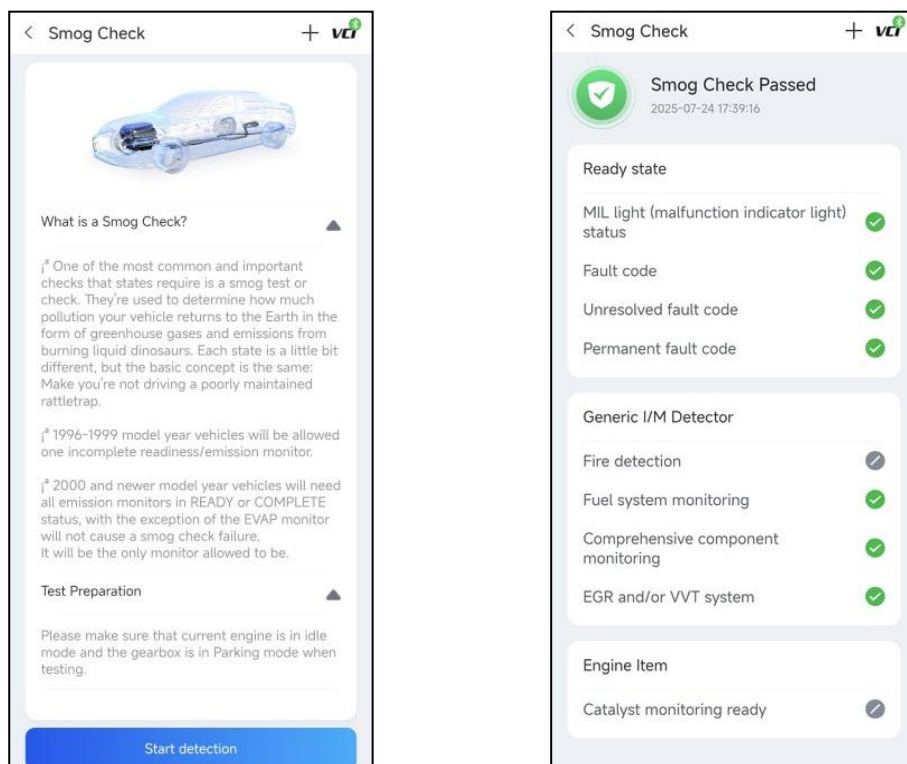 Smog Check
+ VCI
What is a Smog Check?
¡ª One of the most common and important
checks that states require is a smog test or
check. They're used to determine how much
pollution your vehicle returns to the Earth in the
form of greenhouse gases and emissions from
burning liquid dinosaurs. Each state is a little bit
different, but the basic concept is the same:
Make you're not driving a poorly maintained
rattletrap.
¡ª 1996-1999 model year vehicles will be allowed
one incomplete readiness/emission monitor.
¡ª 2000 and newer model year vehicles will need
all emission monitors in READY or COMPLETE
status, with the exception of the EVAP monitor
will not cause a smog check failure.
It will be the only monitor allowed to be.
Test Preparation
Please make sure that current engine is in idle
mode and the gearbox is in Parking mode when
testing.
Start detection
Smog Check
+ VCI
Smog Check Passed
2025-07-24 17:39:16
Ready state
MIL light (malfunction indicator light)
status
Fault code
Unresolved fault code
Permanent fault code
Generic I/M Detector
Fire detection
Fuel system monitoring
Comprehensive component
monitoring
EGR and/or VVT system
Engine Item
Catalyst monitoring ready